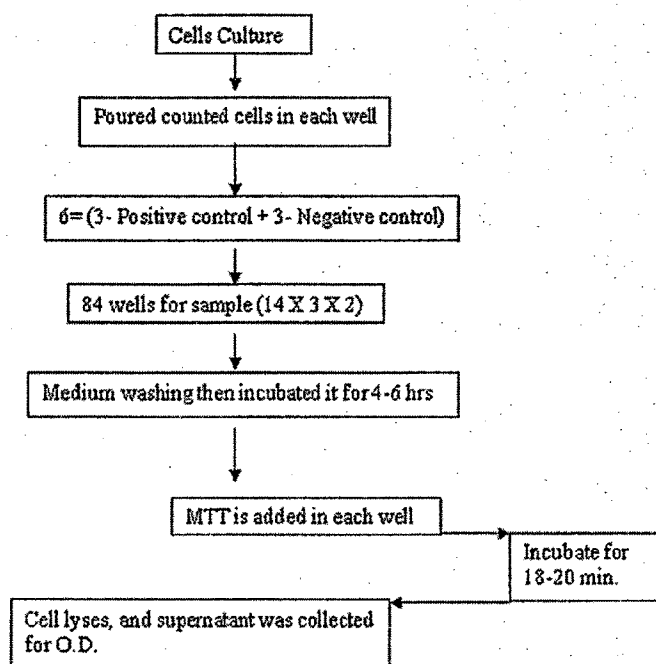 Cells Culture
Poured counted cells in each well
6= (3- Positive control + 3- Negative control)
84 wells for sample (14 X 3 X 2)
Medium washing then incubated it for 4-6 hrs
MTT is added in each well
Incubate for
18-20 min.
Cell lyses, and supernatant was collected
for O.D.